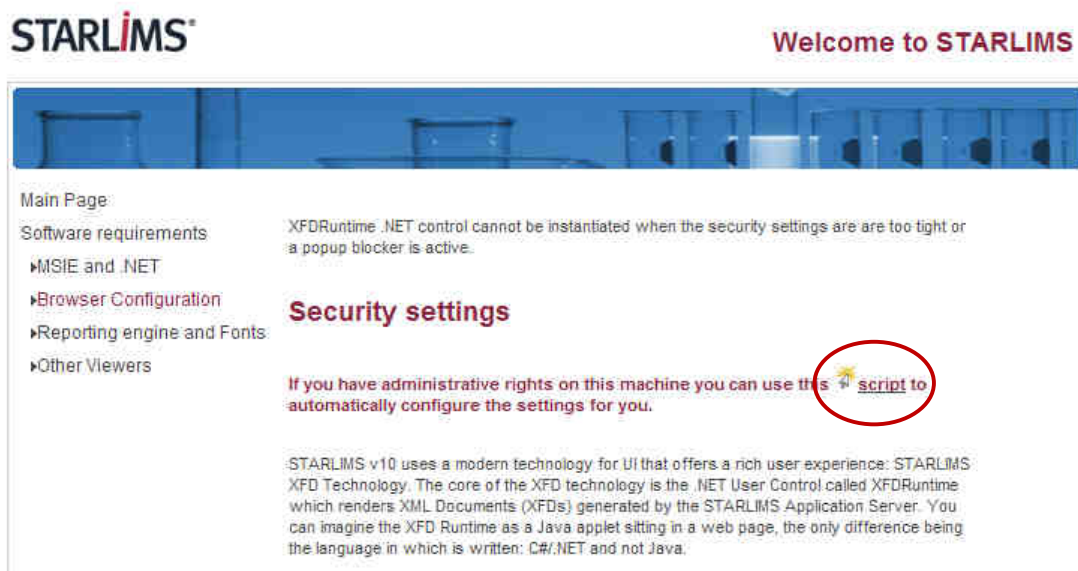 STARLIMS®
Welcome to STARLIMS
Main Page
Software requirements
MSIE and .NET
Browser Configuration
Reporting engine and Fonts
Other Viewers
XFDRuntime .NET control cannot be instantiated when the security settings are are too tight or
a popup blocker is active.
Security settings
If you have administrative rights on this machine you can use this script to
automatically configure the settings for you.
STARLIMS v10 uses a modern technology for UI that offers a rich user experience: STARLIMS
XFD Technology. The core of the XFD technology is the .NET User Control called XFDRuntime
which renders XML Documents (XFDs) generated by the STARLIMS Application Server. You
can imagine the XFD Runtime as a Java applet sitting in a web page, the only difference being
the language in which is written: C#/.NET and not Java.